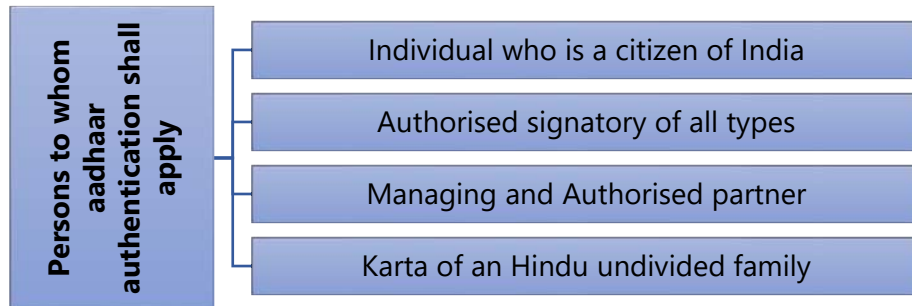 Persons to whom
aadhaar
authentication shall
apply
Individual who is a citizen of India
Authorised signatory of all types
Managing and Authorised partner
Karta of an Hindu undivided family